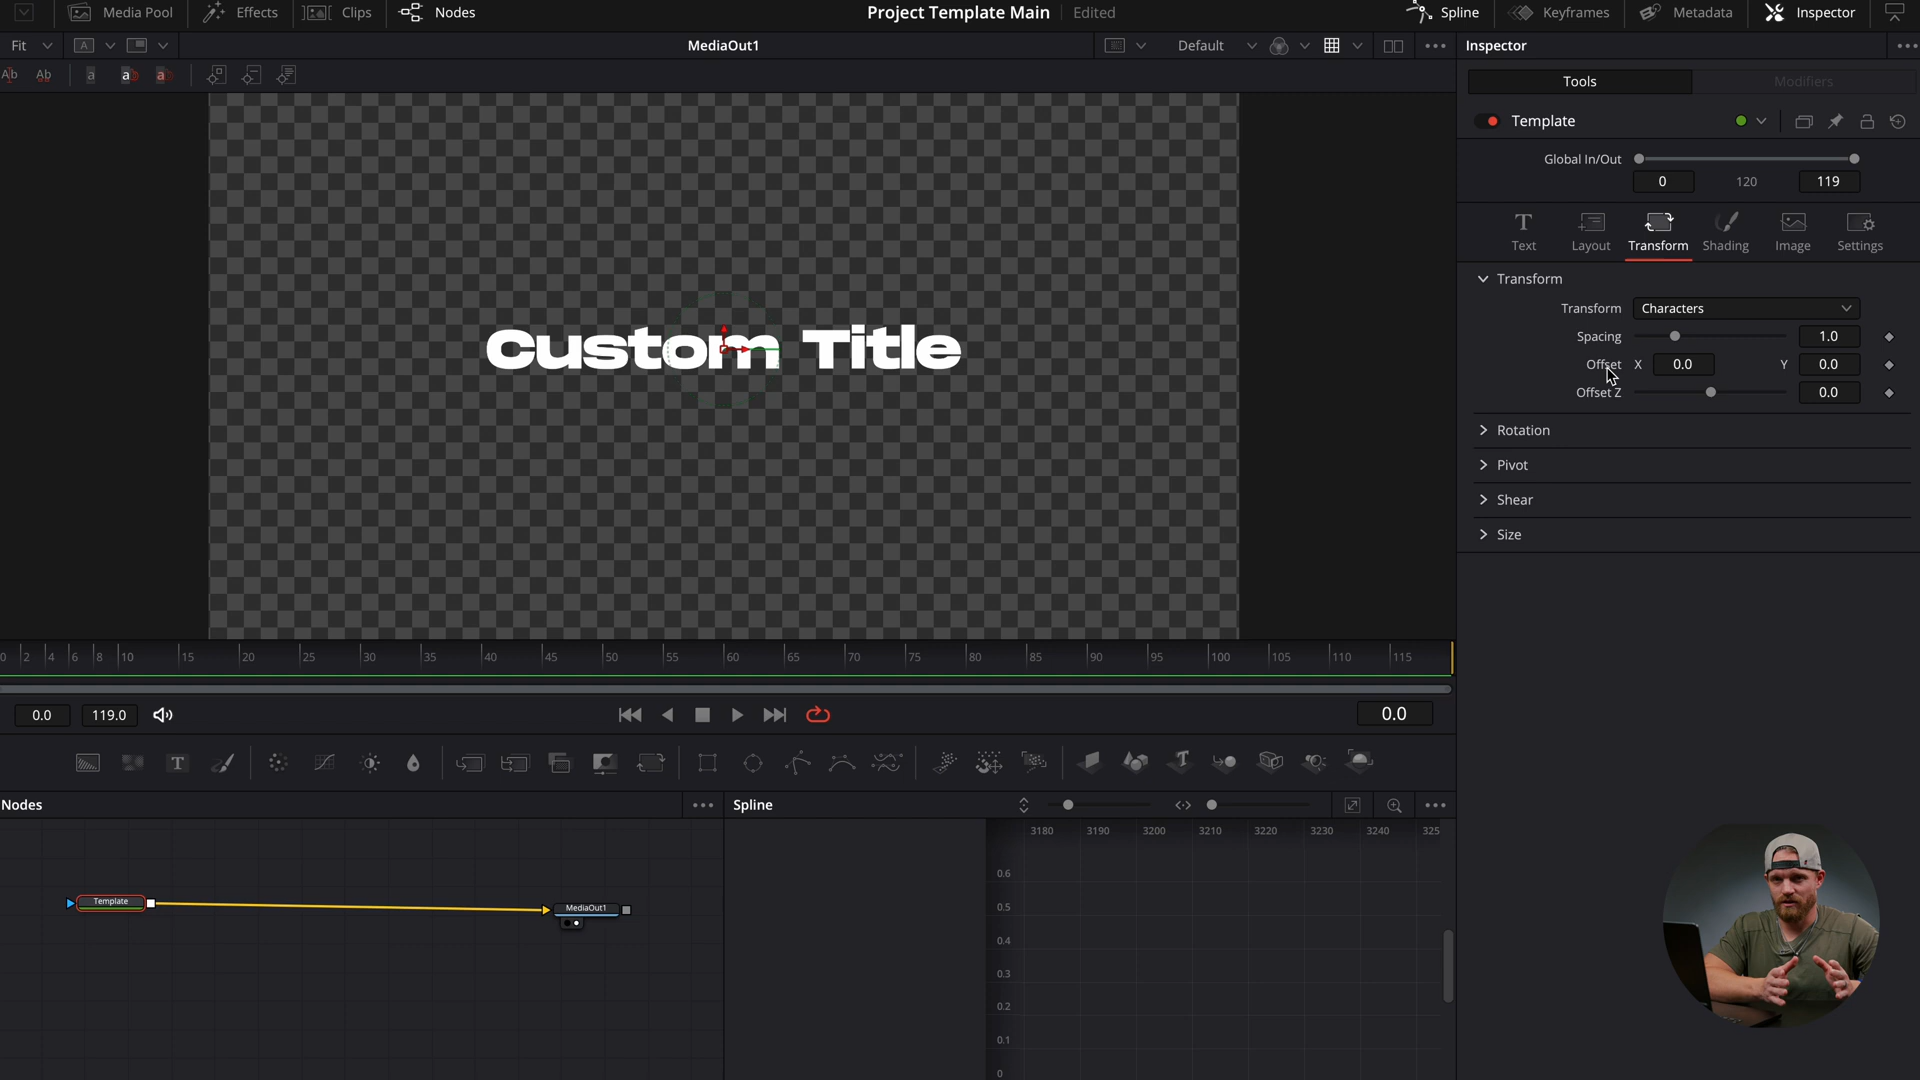 Media Pool Effects Clips Nodes Project Template Main Edited Spline Keyframes Metadata Inspector
Fit A MediaOut1 Default Inspector
Ab Ab a a a
Tools Modifiers
Template
Global In/Out
0 120 119
Text Layout Transform Shading Image Settings
Transform
Transform Characters
Spacing 1.0
Offset X 0.0 Y 0.0
Offset Z 0.0
Rotation
Pivot
Shear
Size
Custom Title
0 2 4 6 8 10 15 20 25 30 35 40 45 50 55 60 65 70 75 80 85 90 95 100 105 110 115
0.0 119.0 0.0
T T
Nodes Spline
3180 3190 3200 3210 3220 3230 3240 325
0.6
0.5
0.4
0.3
0.2
0.1
0
Template MediaOut1